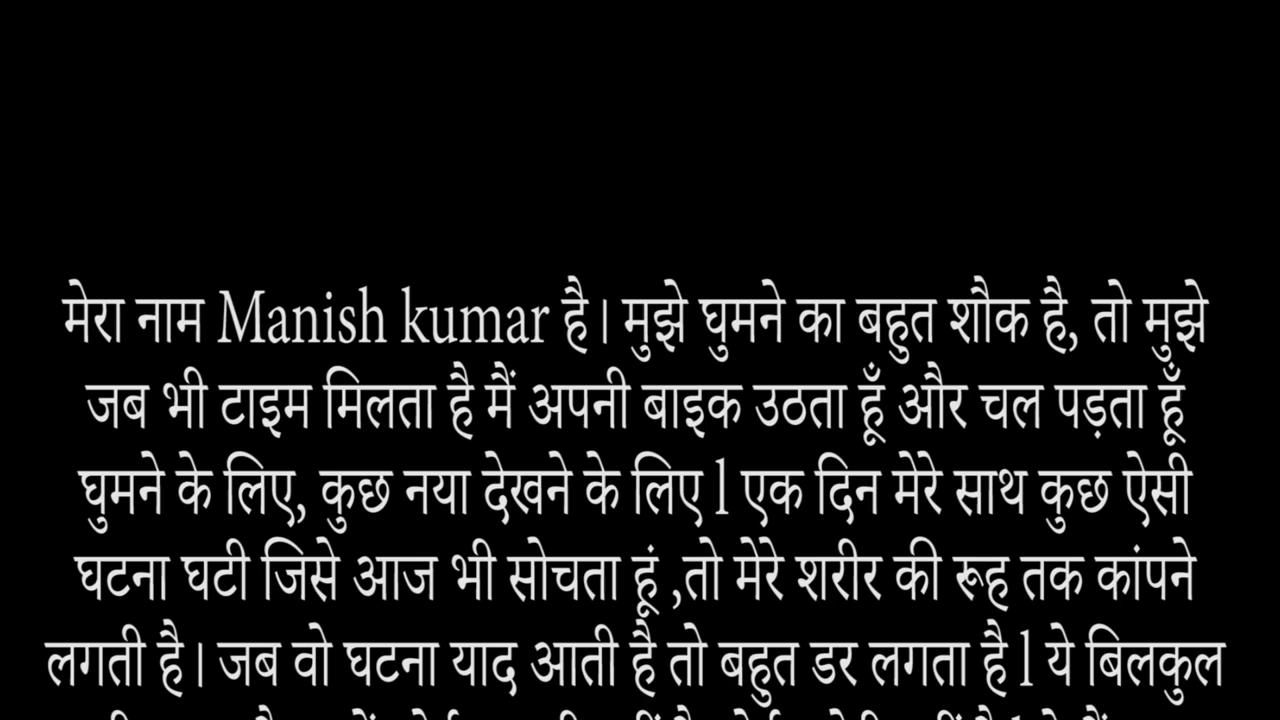 मेरा नाम Manish kumar है। मुझे घुमने का बहुत शौक है, तो मुझे
जब भी टाइम मिलता है मैं अपनी बाइक उठता हूँ और चल पड़ता हूँ
घुमने के लिए, कुछ नया देखने के लिए l एक दिन मेरे साथ कुछ ऐसी
घटना घटी जिसे आज भी सोचता हूं ,तो मेरे शरीर की रूह तक कांपने
लगती है। जब वो घटना याद आती है तो बहुत डर लगता है l ये बिलकुल